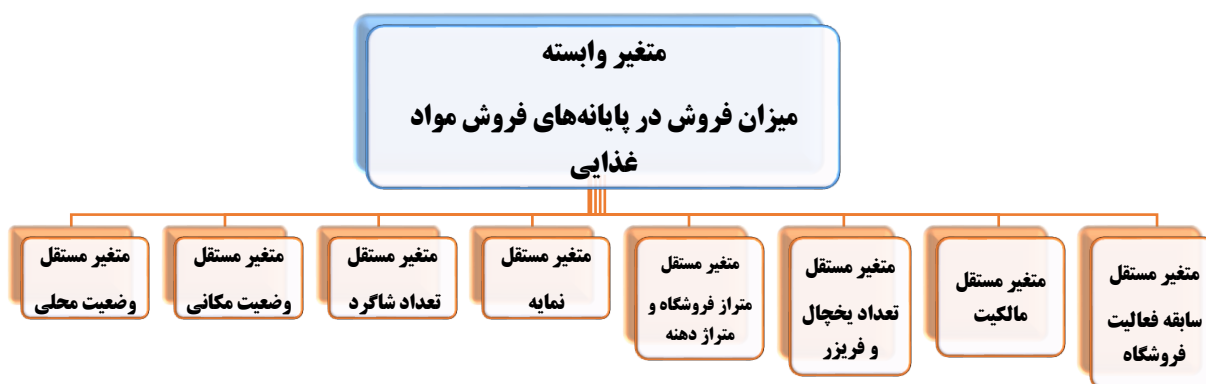 متغیر وابسته
میزان فروش در پایانه‌های فروش مواد
غذایی
متغیر مستقل
سابقه فعالیت
فروشگاه
متغیر مستقل
مالکیت
متغیر مستقل
تعداد یخچال
و فریزر
متغیر مستقل
متراز فروشگاه و
متراژ دهنه
متغیر مستقل
نمایه
متغیر مستقل
تعداد شاگرد
متغیر مستقل
وضعیت مکانی
متغیر مستقل
وضعیت محلی